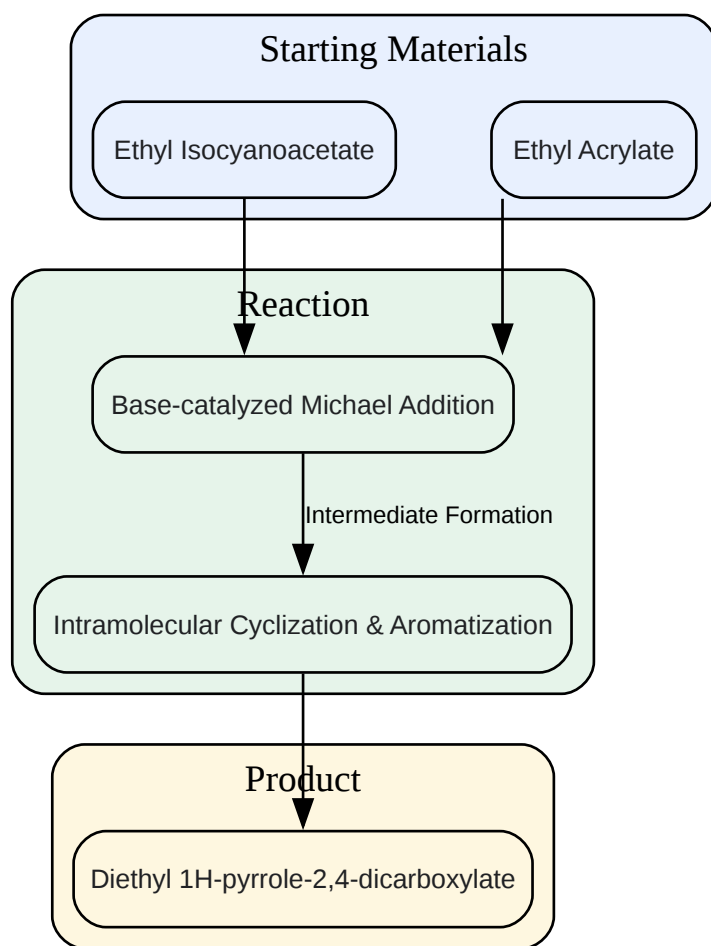 Starting Materials
Ethyl Isocyanoacetate
Ethyl Acrylate
Reaction
Base-catalyzed Michael Addition
Intermediate Formation
Intramolecular Cyclization & Aromatization
Product
Diethyl 1H-pyrrole-2,4-dicarboxylate